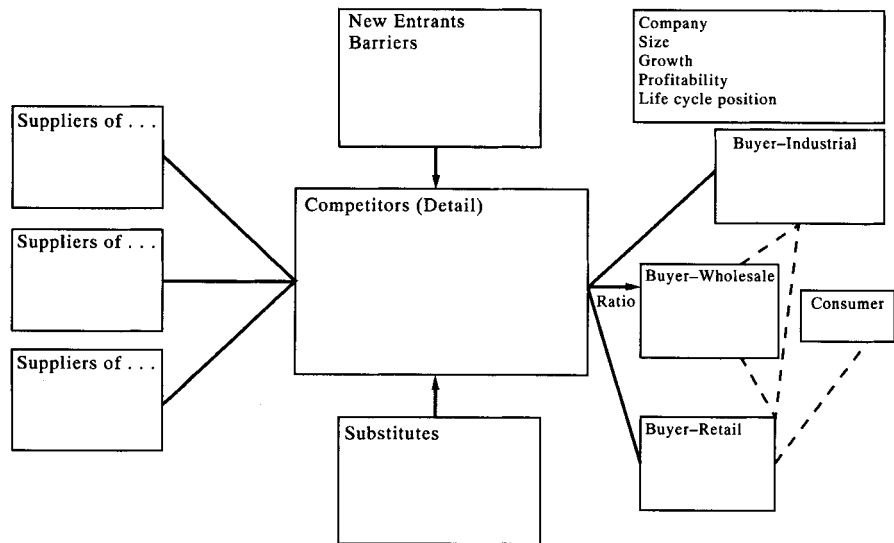 New Entrants
Barriers
Company
Size
Growth
Profitability
Life cycle position
Suppliers of . . .
Suppliers of . . .
Suppliers of . . .
Competitors (Detail)
Buyer–Industrial
Buyer–Wholesale
Ratio
Consumer
Buyer–Retail
Substitutes